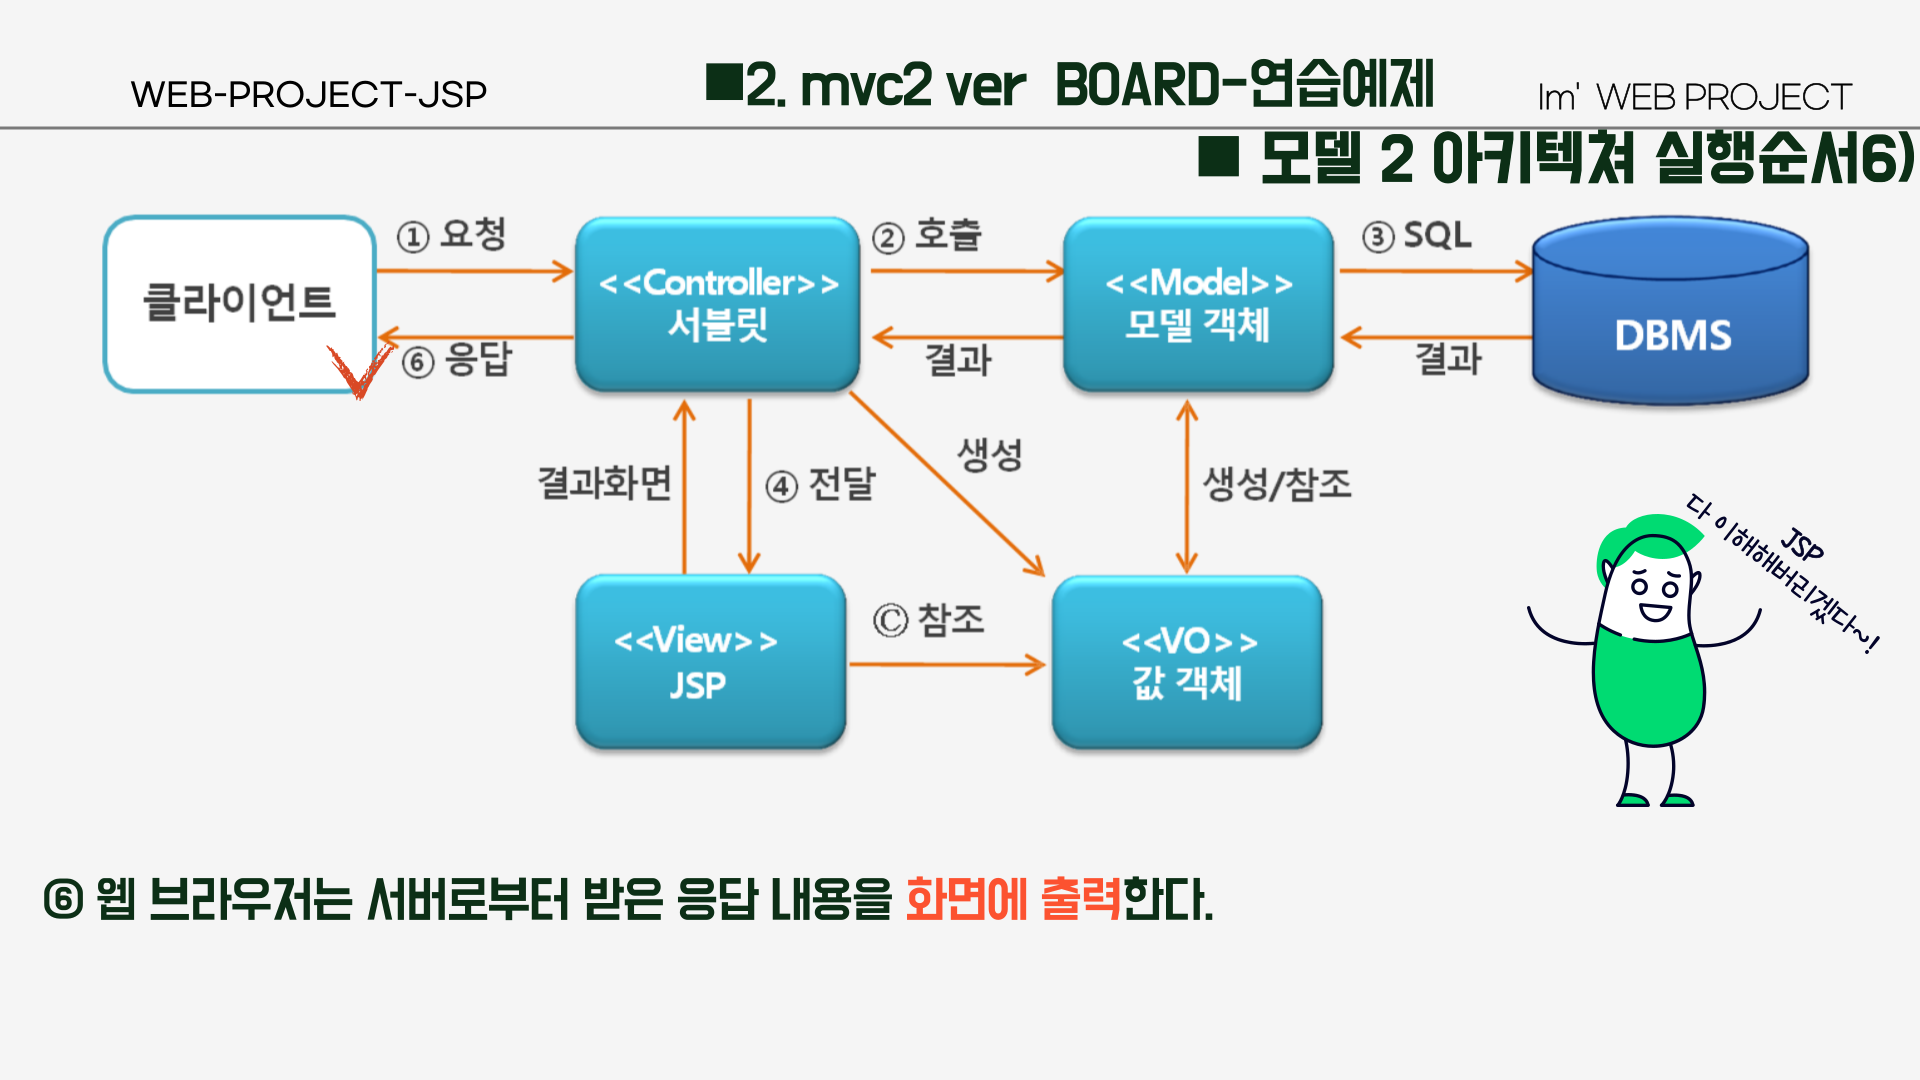 WEB-PROJECT-JSP
■2. mvc2 ver BOARD-연습예제
Im' WEB PROJECT
■ 모델 2 아키텍쳐 실행순서6)
클라이언트
① 요청
⑥ 응답
<<Controller>>
서블릿
② 호출
결과
<<Model>>
모델 객체
③ SQL
결과
DBMS
결과화면
④ 전달
생성
생성/참조
<<View>>
JSP
Ⓒ 참조
<<VO>>
값 객체
JSP
다 이해해버리겠다~!
⑥ 웹 브라우저는 서버로부터 받은 응답 내용을 화면에 출력한다.